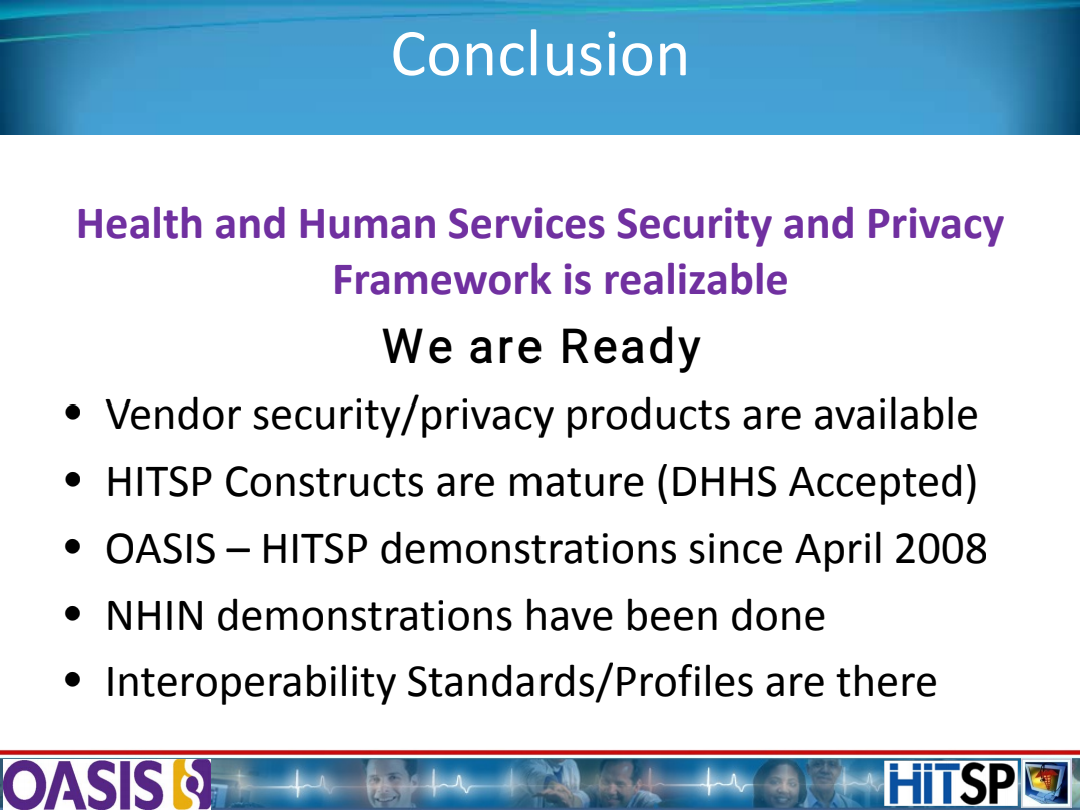 Conclusion
Health and Human Services Security and Privacy
Framework is realizable
We are Ready
• Vendor security/privacy products are available
• HITSP Constructs are mature (DHHS Accepted)
• OASIS – HITSP demonstrations since April 2008
• NHIN demonstrations have been done
• Interoperability Standards/Profiles are there
OASIS HITSP